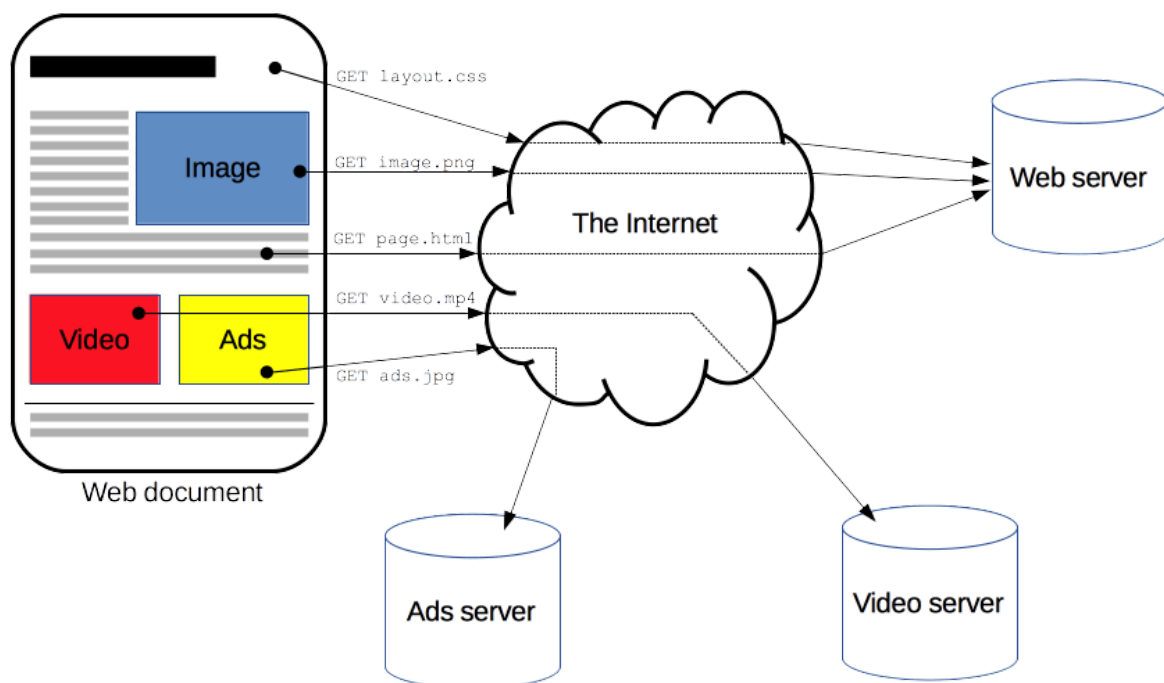 GET layout.css
Image
GET image.png
Web server
The Internet
GET page.html
GET video.mp4
Video
Ads
GET ads.jpg
Web document
Ads server
Video server